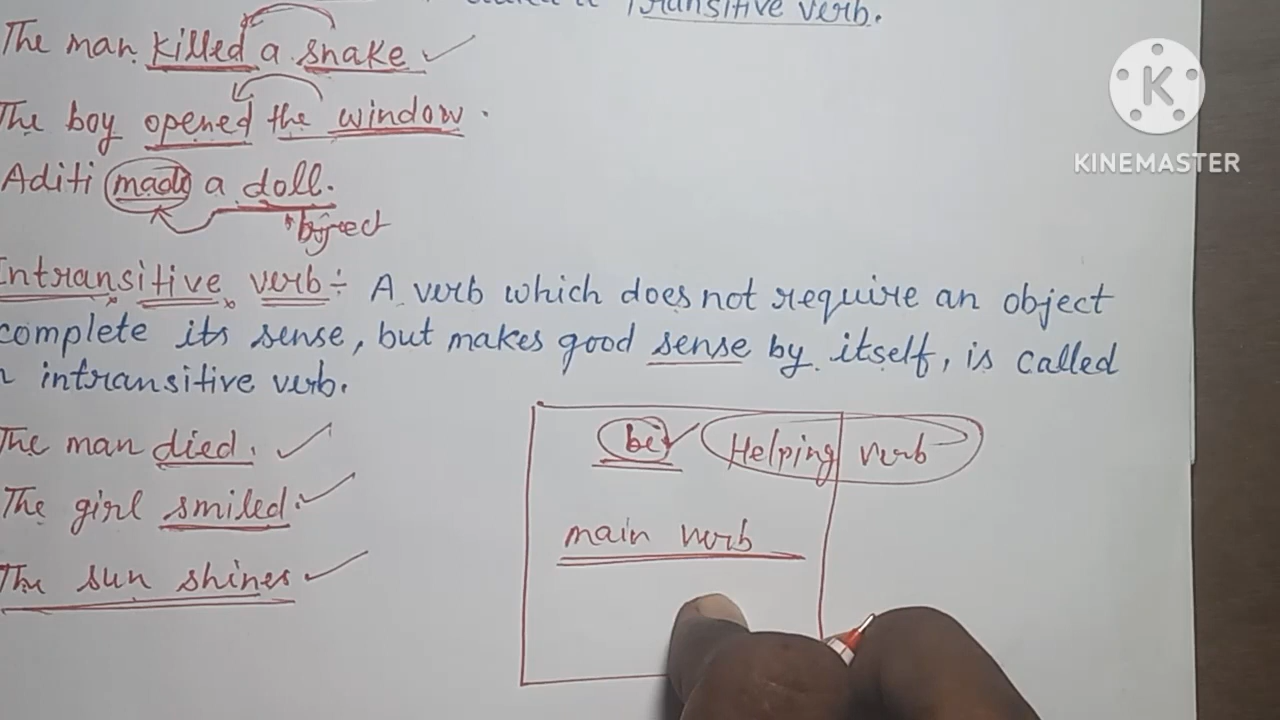 Transitive verb.
The man killed a snake ✓
The boy opened the window.
Aditi made a doll.
object
Intransitive verb÷ A verb which does not require an object
complete its sense, but makes good sense by itself, is called
intransitive verb.
The man died. ✓
The girl smiled. ✓
The sun shines ✓
be ✓ Helping verb
main verb
K
KINEMASTER